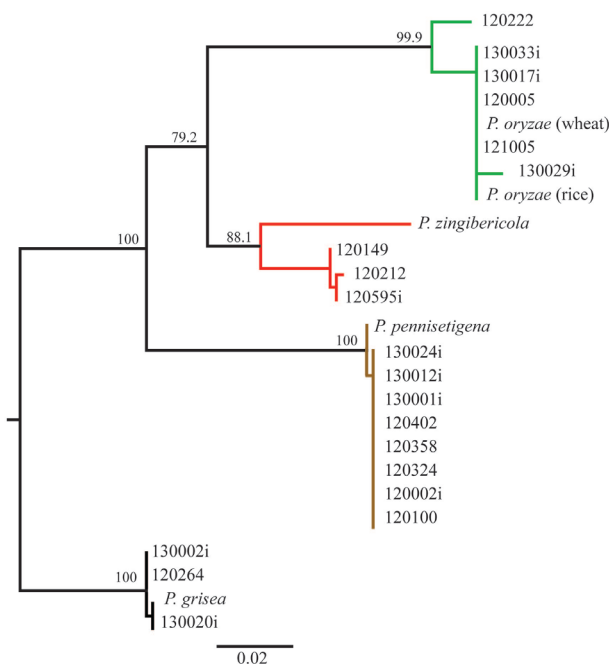 120222
99.9
130033i
130017i
120005
P. oryzae (wheat)
79.2
121005
130029i
P. oryzae (rice)
P. zingibericola
100
88.1
120149
120212
120595i
P. pennisetigena
100
130024i
130012i
130001i
120402
120358
120324
120002i
120100
130002i
100
120264
P. grisea
130020i
0.02